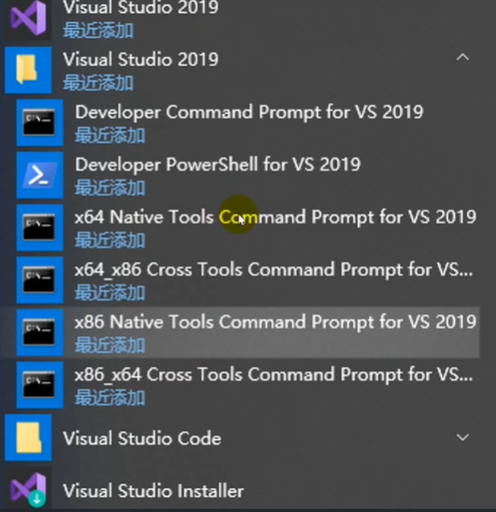 Visual Studio 2019
最近添加
Visual Studio 2019
最近添加
Developer Command Prompt for VS 2019
最近添加
Developer PowerShell for VS 2019
最近添加
x64 Native Tools Command Prompt for VS 2019
最近添加
x64_x86 Cross Tools Command Prompt for VS...
最近添加
x86 Native Tools Command Prompt for VS 2019
最近添加
x86_x64 Cross Tools Command Prompt for VS...
最近添加
Visual Studio Code
Visual Studio Installer